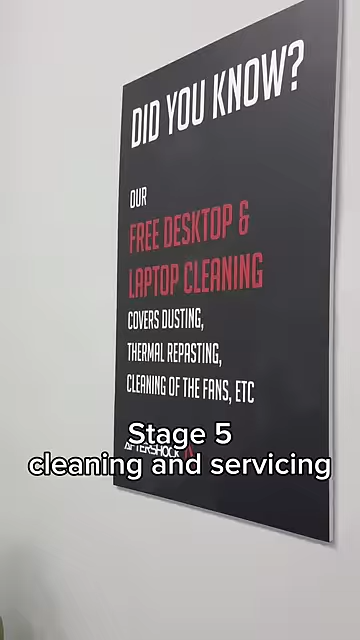 DID YOU KNOW?
OUR
FREE DESKTOP &
LAPTOP CLEANING
COVERS DUSTING,
THERMAL REPASTING,
CLEANING OF THE FANS, ETC
AFTERSHOCK
Stage 5
cleaning and servicing